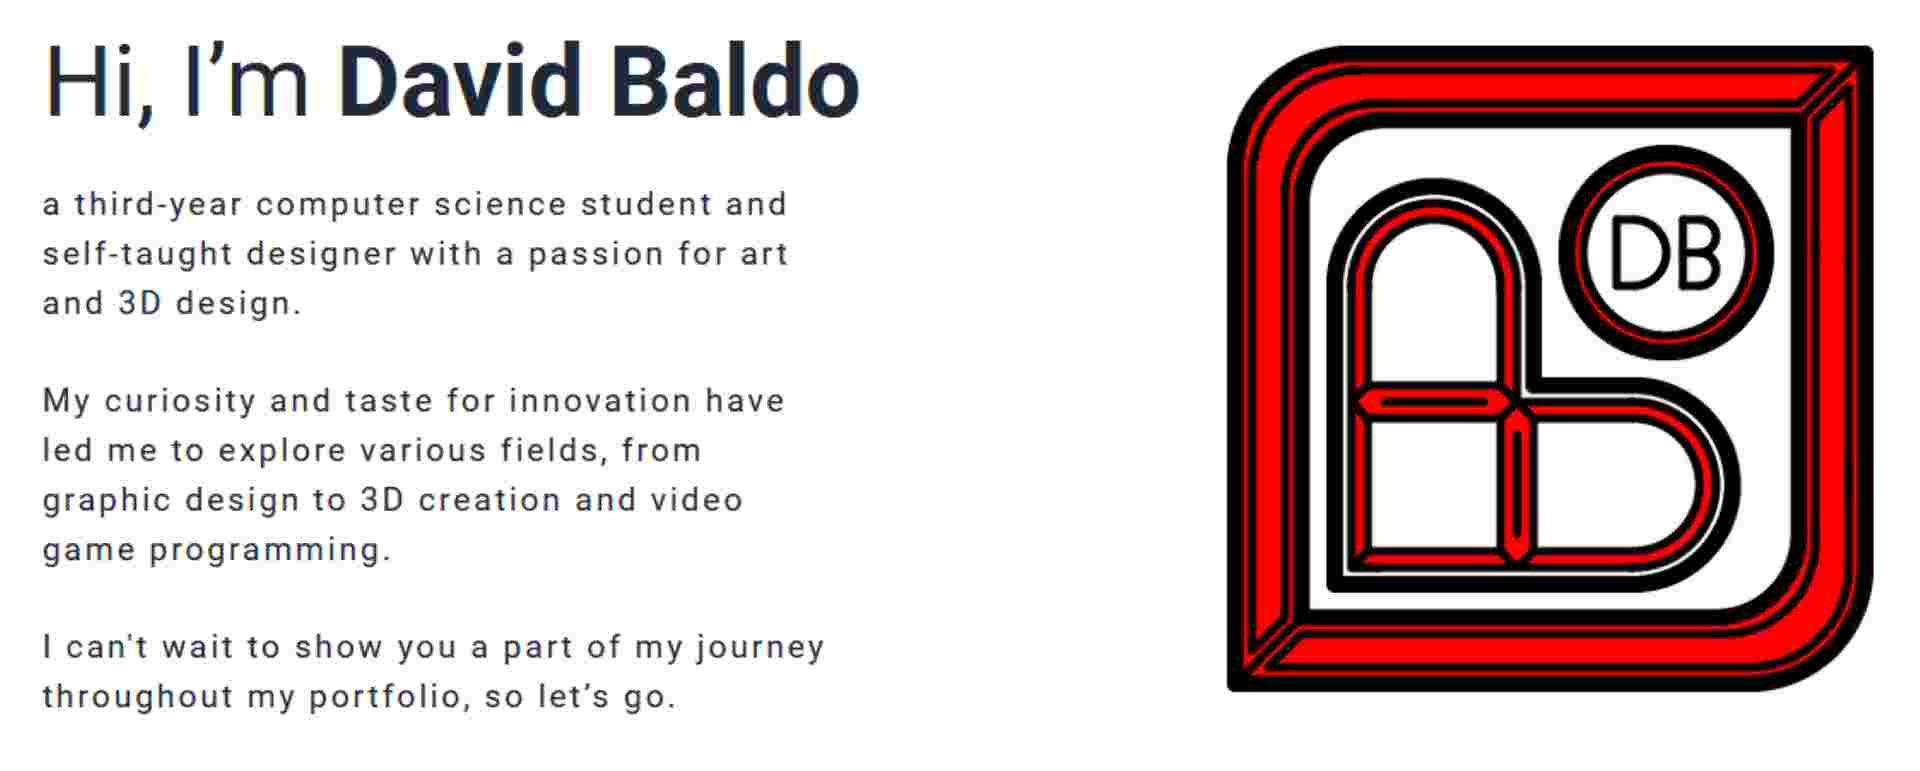 Hi, I’m David Baldo
a third-year computer science student and
self-taught designer with a passion for art
and 3D design.
My curiosity and taste for innovation have
led me to explore various fields, from
graphic design to 3D creation and video
game programming.
I can't wait to show you a part of my journey
throughout my portfolio, so let’s go.
DB